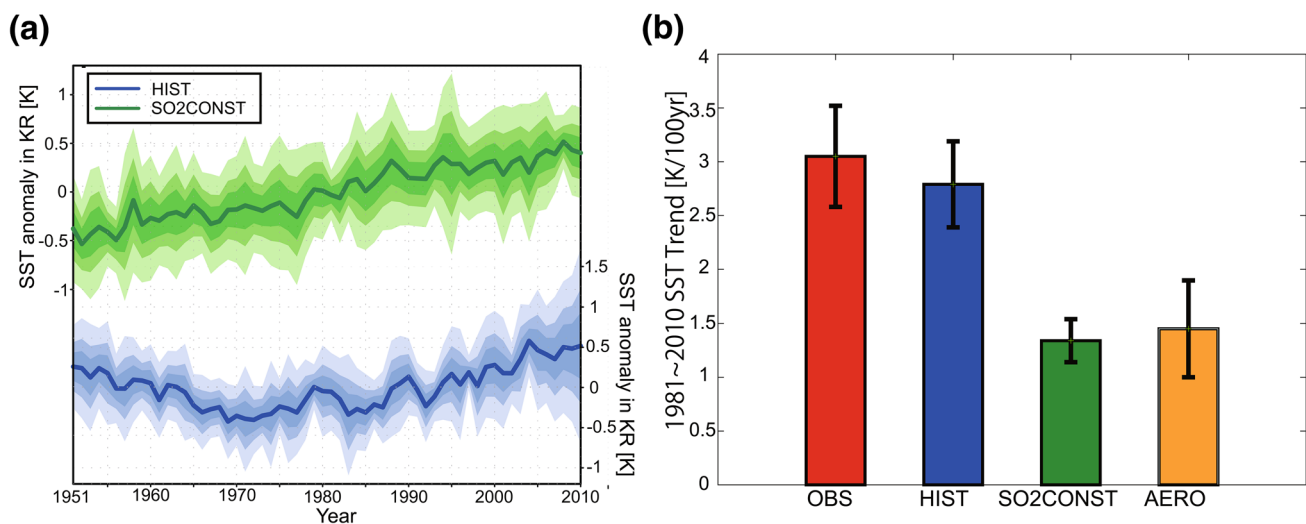 (a)
SST anomaly in KR [K]
HIST
SO2CONST
1
0.5
0
-0.5
-1
1.5
1
0.5
0
-0.5
-1
SST anomaly in KR [K]
1951 1960 1970 1980 1990 2000 2010
Year
(b)
1981~2010 SST Trend [K/100yr]
4
3.5
3
2.5
2
1.5
1
0.5
0
OBS HIST SO2CONST AERO